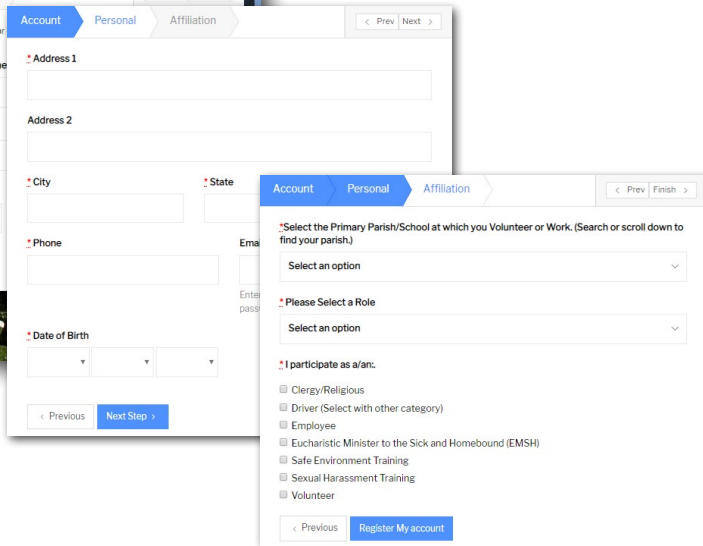 Account Personal Affiliation < Prev Next >
* Address 1
Address 2
* City * State
* Phone
* Date of Birth
< Previous Next Step >
Account Personal Affiliation < Prev Finish >
*Select the Primary Parish/School at which you Volunteer or Work. (Search or scroll down to
find your parish.)
Select an option
* Please Select a Role
Select an option
* I participate as a/an:.
Clergy/Religious
Driver (Select with other category)
Employee
Eucharistic Minister to the Sick and Homebound (EMSH)
Safe Environment Training
Sexual Harassment Training
Volunteer
< Previous Register My account